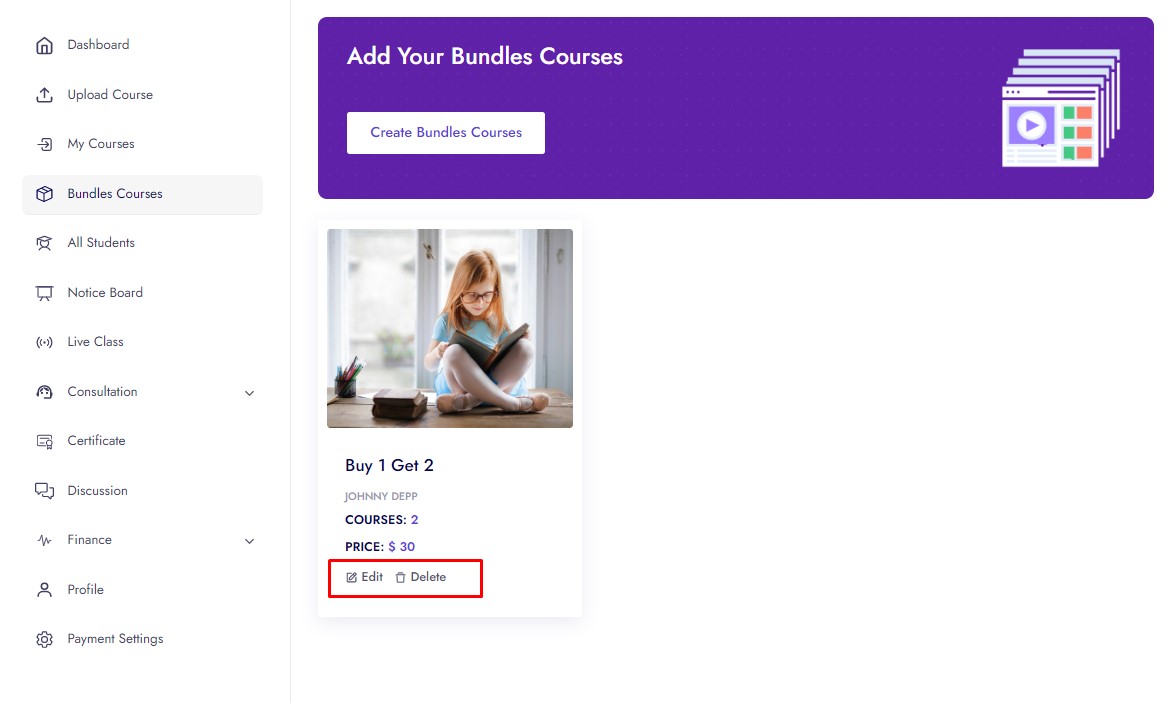 Dashboard
Upload Course
My Courses
Bundles Courses
All Students
Notice Board
Live Class
Consultation
Certificate
Discussion
Finance
Profile
Payment Settings
Add Your Bundles Courses
Create Bundles Courses
Buy 1 Get 2
JOHNNY DEPP
COURSES: 2
PRICE: $ 30
Edit Delete